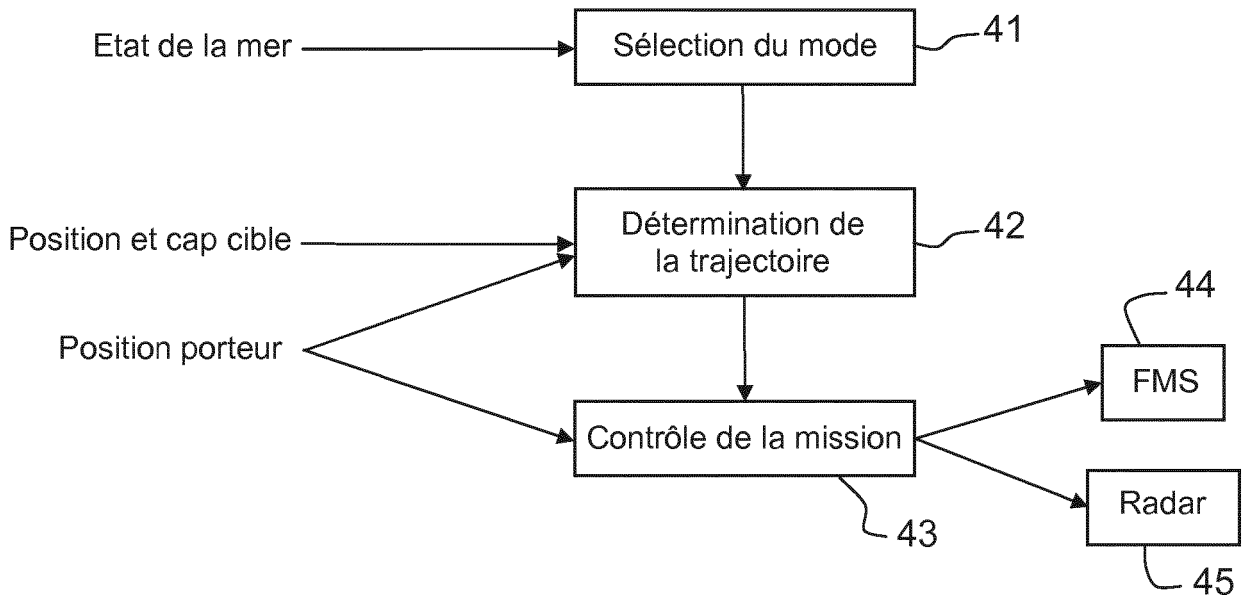 Etat de la mer
Sélection du mode
41
Position et cap cible
Détermination de
la trajectoire
42
Position porteur
44
FMS
Contrôle de la mission
43
Radar
45